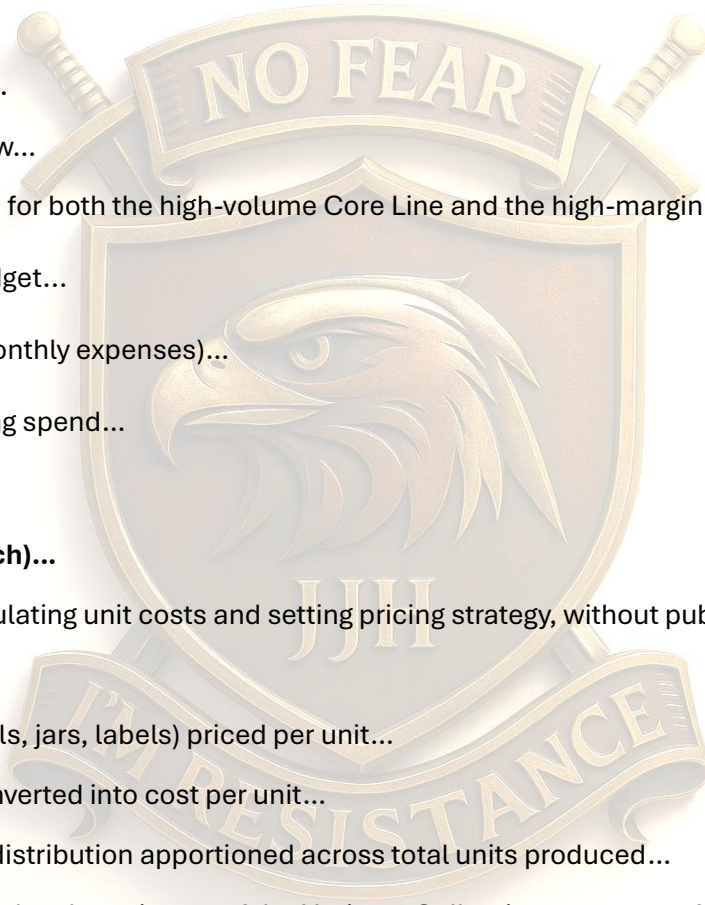 NO FEAR
...
w...
for both the high-volume Core Line and the high-margin
dget...
onthly expenses)...
ng spend...
ch)...
ulating unit costs and setting pricing strategy, without pub
JJH
ls, jars, labels) priced per unit...
nverted into cost per unit...
distribution apportioned across total units produced...
I'M RESISTANCE